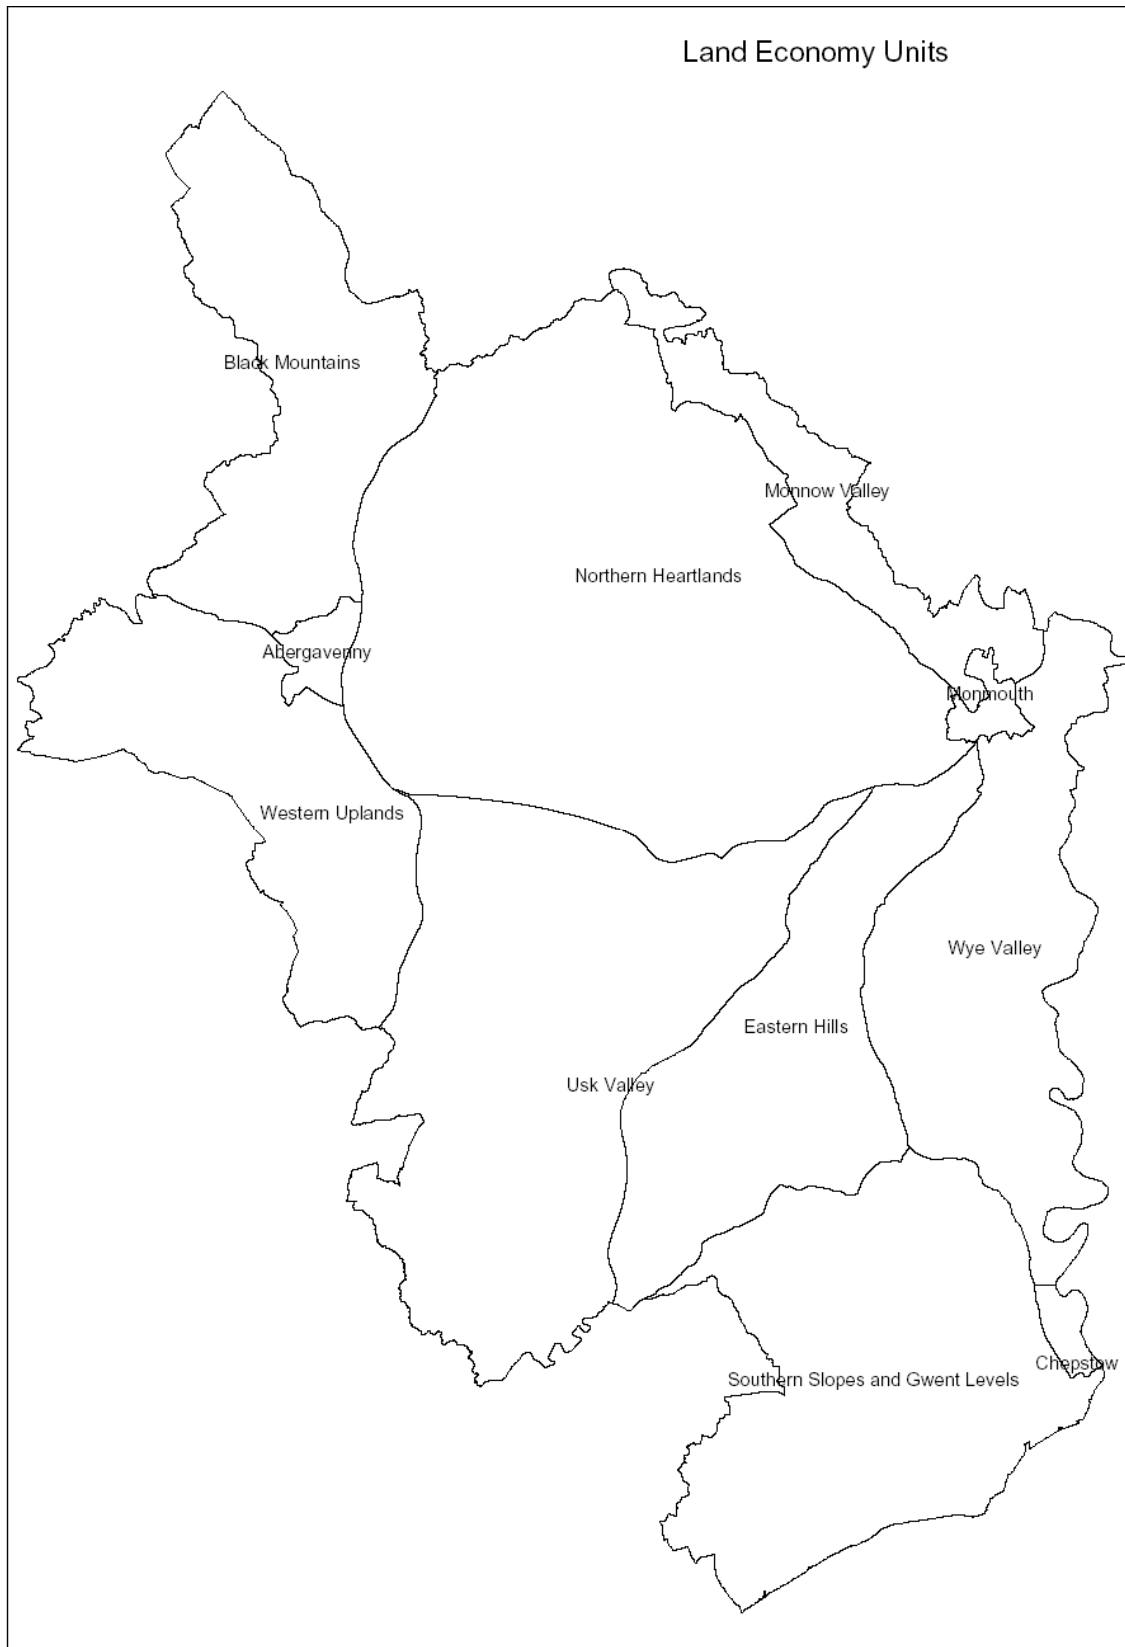 Land Economy Units
Black Mountains
Monnow Valley
Northern Heartlands
Abergavenny
Monmouth
Western Uplands
Wye Valley
Eastern Hills
Usk Valley
Chepstow
Southern Slopes and Gwent Levels